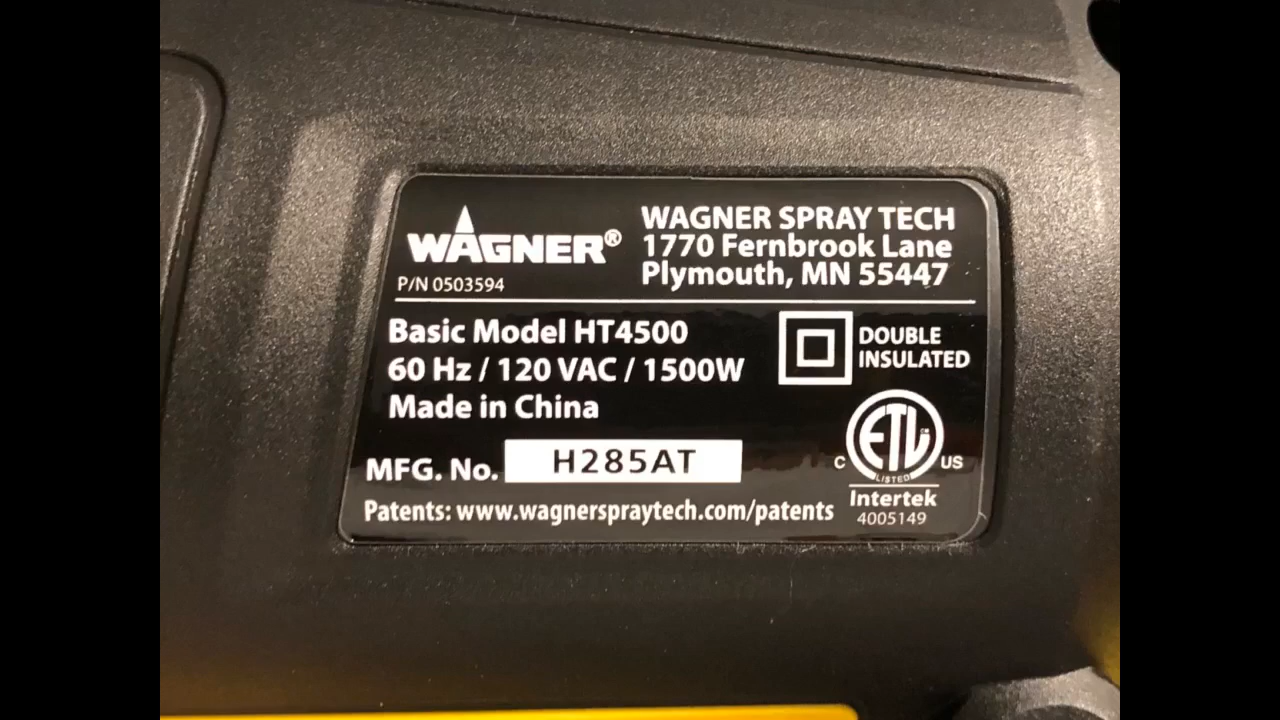 WAGNER®
P/N 0503594
WAGNER SPRAY TECH
1770 Fernbrook Lane
Plymouth, MN 55447
Basic Model HT4500
60 Hz / 120 VAC / 1500W
Made in China
DOUBLE
INSULATED
MFG. No. H285AT
ETL
C US
LISTED
Intertek
4005149
Patents: www.wagnerspraytech.com/patents